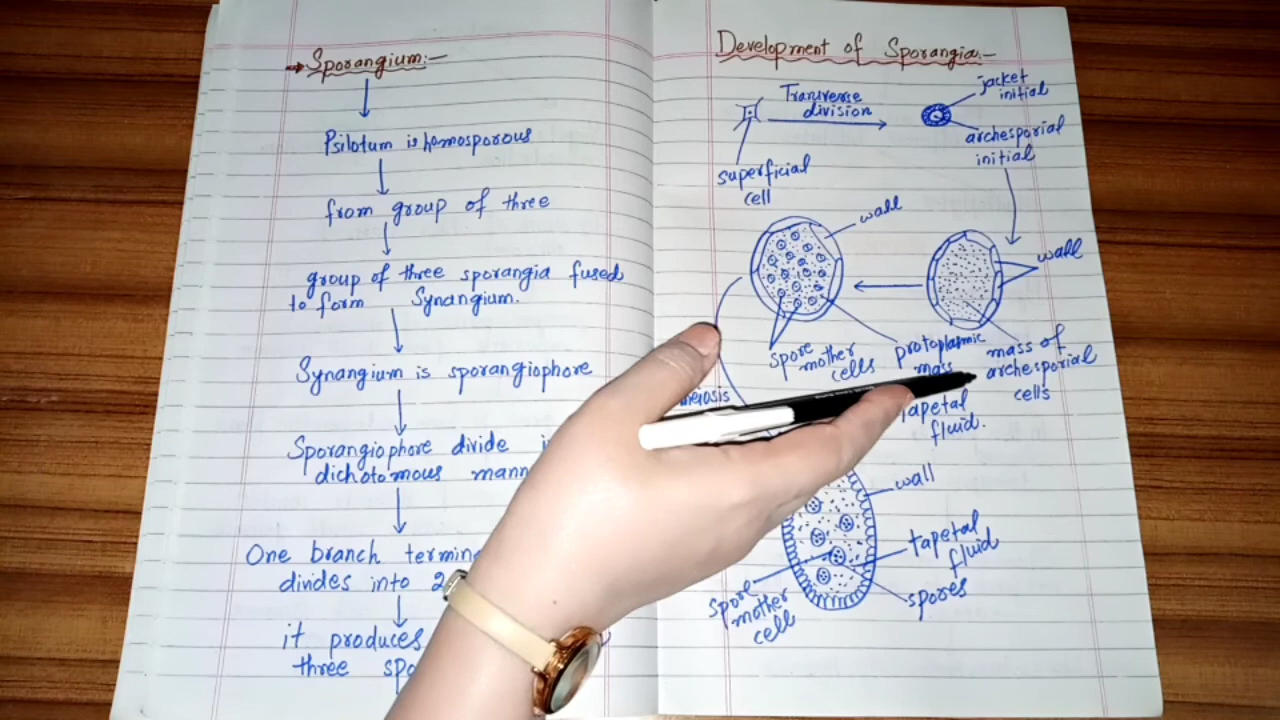 → Sporangium:-
Psilotum is homosporous
from group of three
group of three sporangia fused
to form Synangium.
Synangium is sporangiophore
Sporangiophore divide
dichotomous
One branch
divides into 2
it produces
three
Development of Sporangia:-
Transverse
division
jacket
initial
archesporial
initial
superficial
cell
wall
wall
spore
mother
cells
protoplasmic
mass
mass of
archesporial
cells
meiosis
Tapetal
fluid.
wall
tapetal
fluid
spores
spore
mother
cell